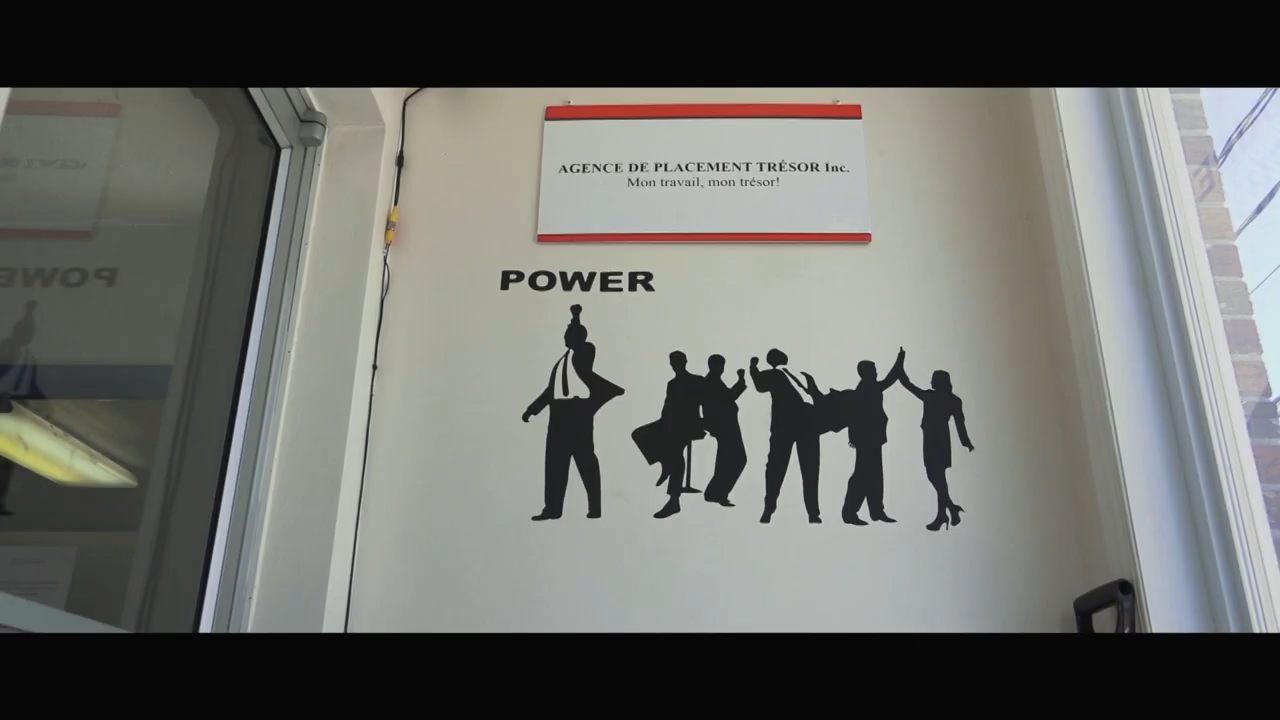 AGENCE DE PLACEMENT TRÉSOR Inc.
Mon travail, mon trésor!
POWER